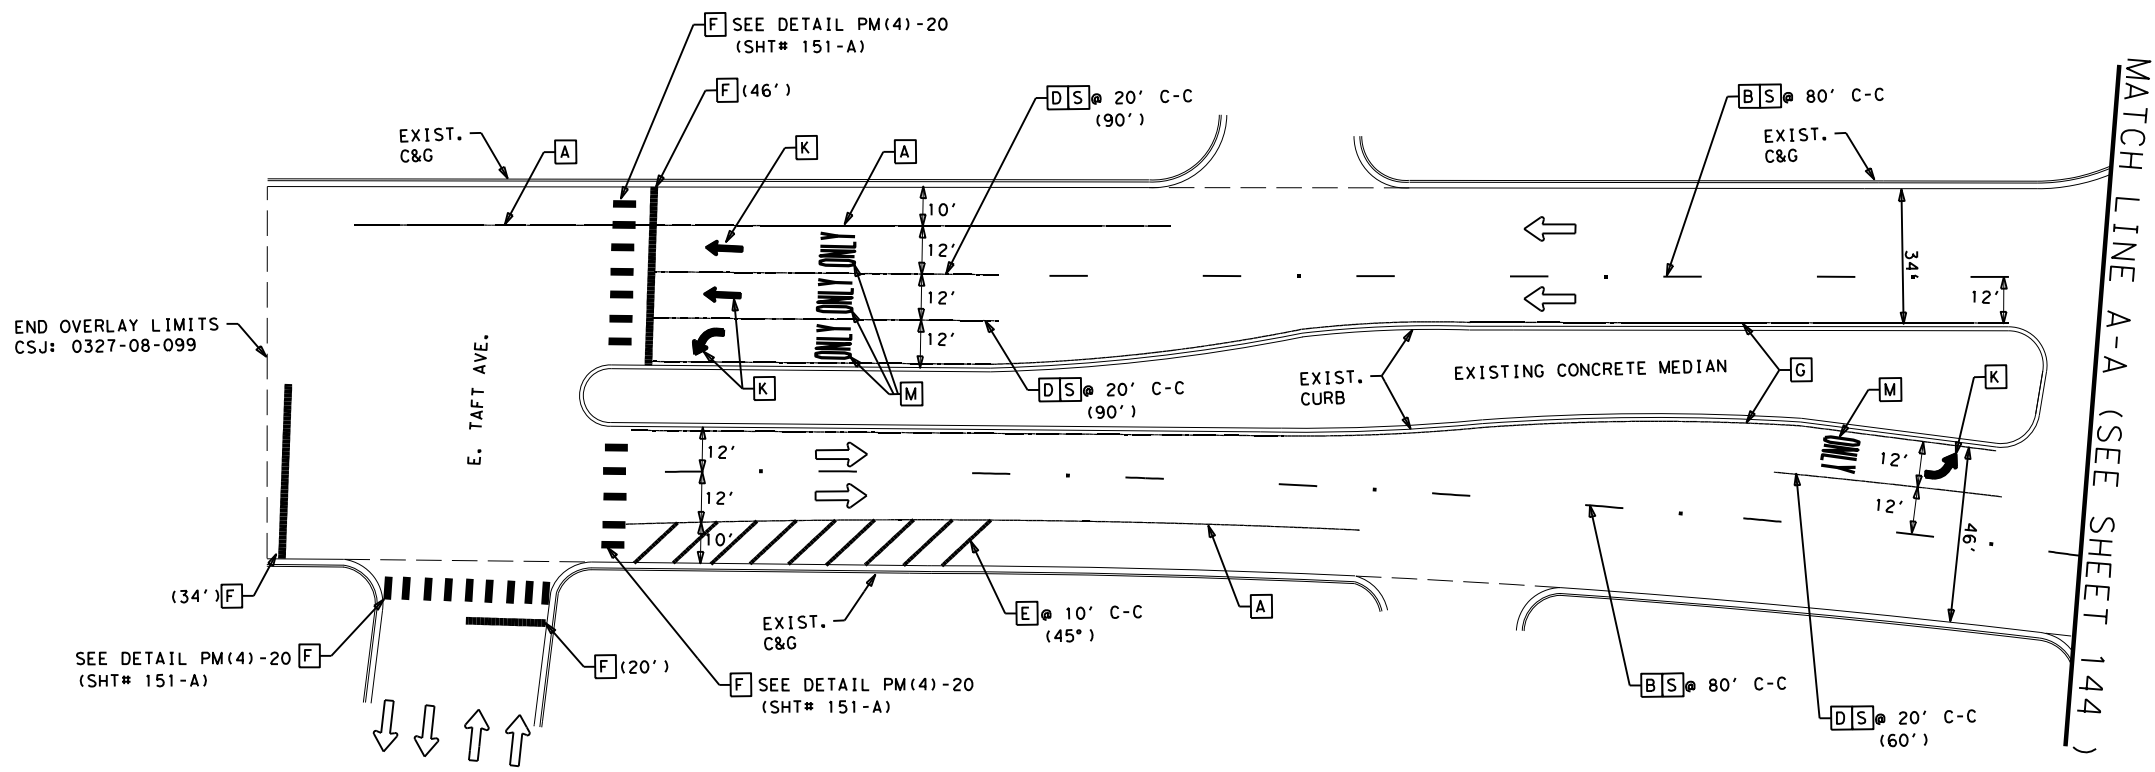 F SEE DETAIL PM(4)-20
(SHT# 151-A)
F (46')
D S @ 20' C-C
(90')
B S @ 80' C-C
EXIST.
C&G
A
K
A
EXIST.
C&G
10'
12'
12'
12'
ONLY
ONLY
ONLY
34'
12'
MATCH LINE A-A (SEE SHEET 144)
END OVERLAY LIMITS
CSJ: 0327-08-099
E. TAFT AVE.
K
M
D S @ 20' C-C
(90')
EXIST.
CURB
EXISTING CONCRETE MEDIAN
G
M
K
ONLY
12'
12'
46'
12'
12'
10'
(34') F
SEE DETAIL PM(4)-20 F
(SHT# 151-A)
F (20')
EXIST.
C&G
E @ 10' C-C
(45°)
A
F SEE DETAIL PM(4)-20
(SHT# 151-A)
B S @ 80' C-C
D S @ 20' C-C
(60')